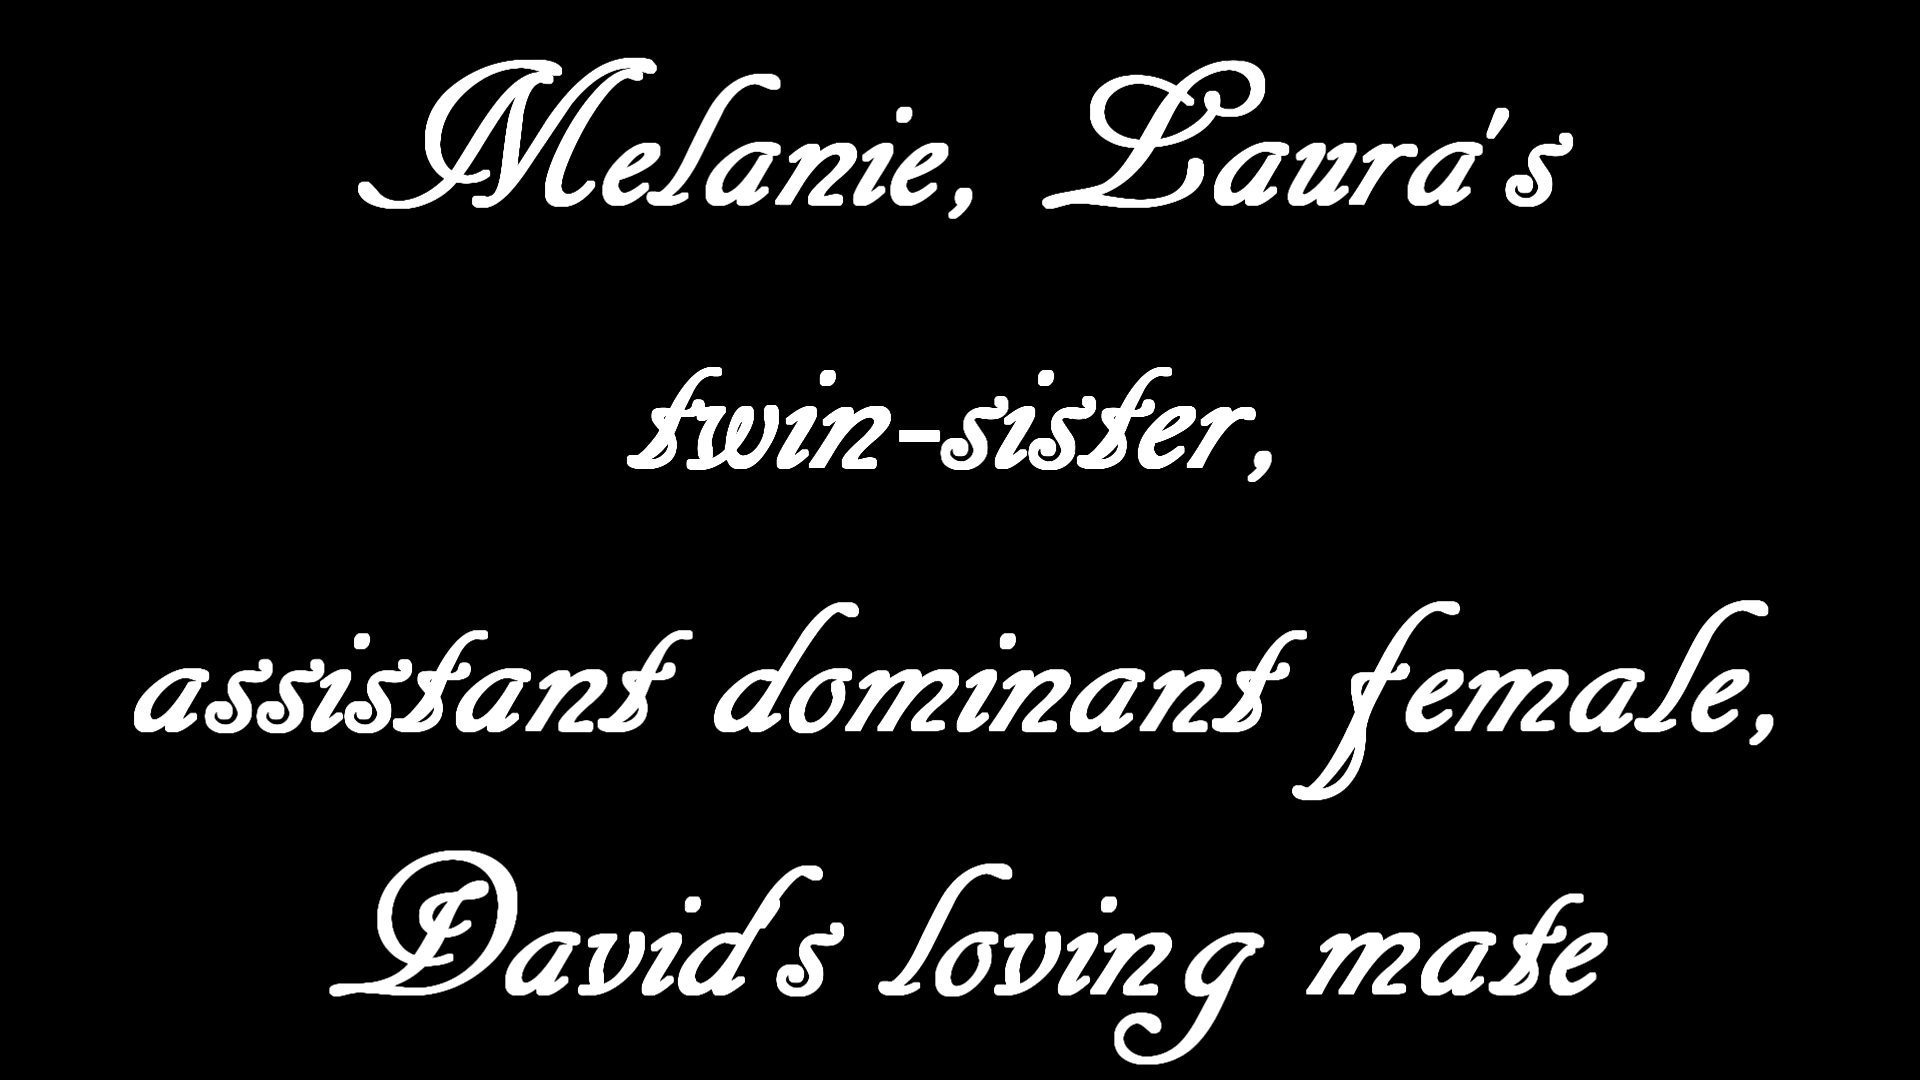 Melanie, Laura's
twin-sister,
assistant dominant female,
David's loving mate